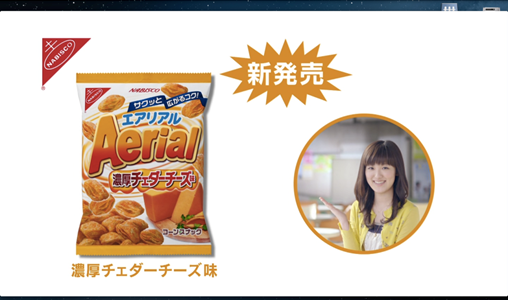 NABISCO
新発売
NABISCO
NABISCO
サクッと広がるコク!
エアリアル
Aerial
濃厚チェダーチーズ味
コーンスナック
濃厚チェダーチーズ味